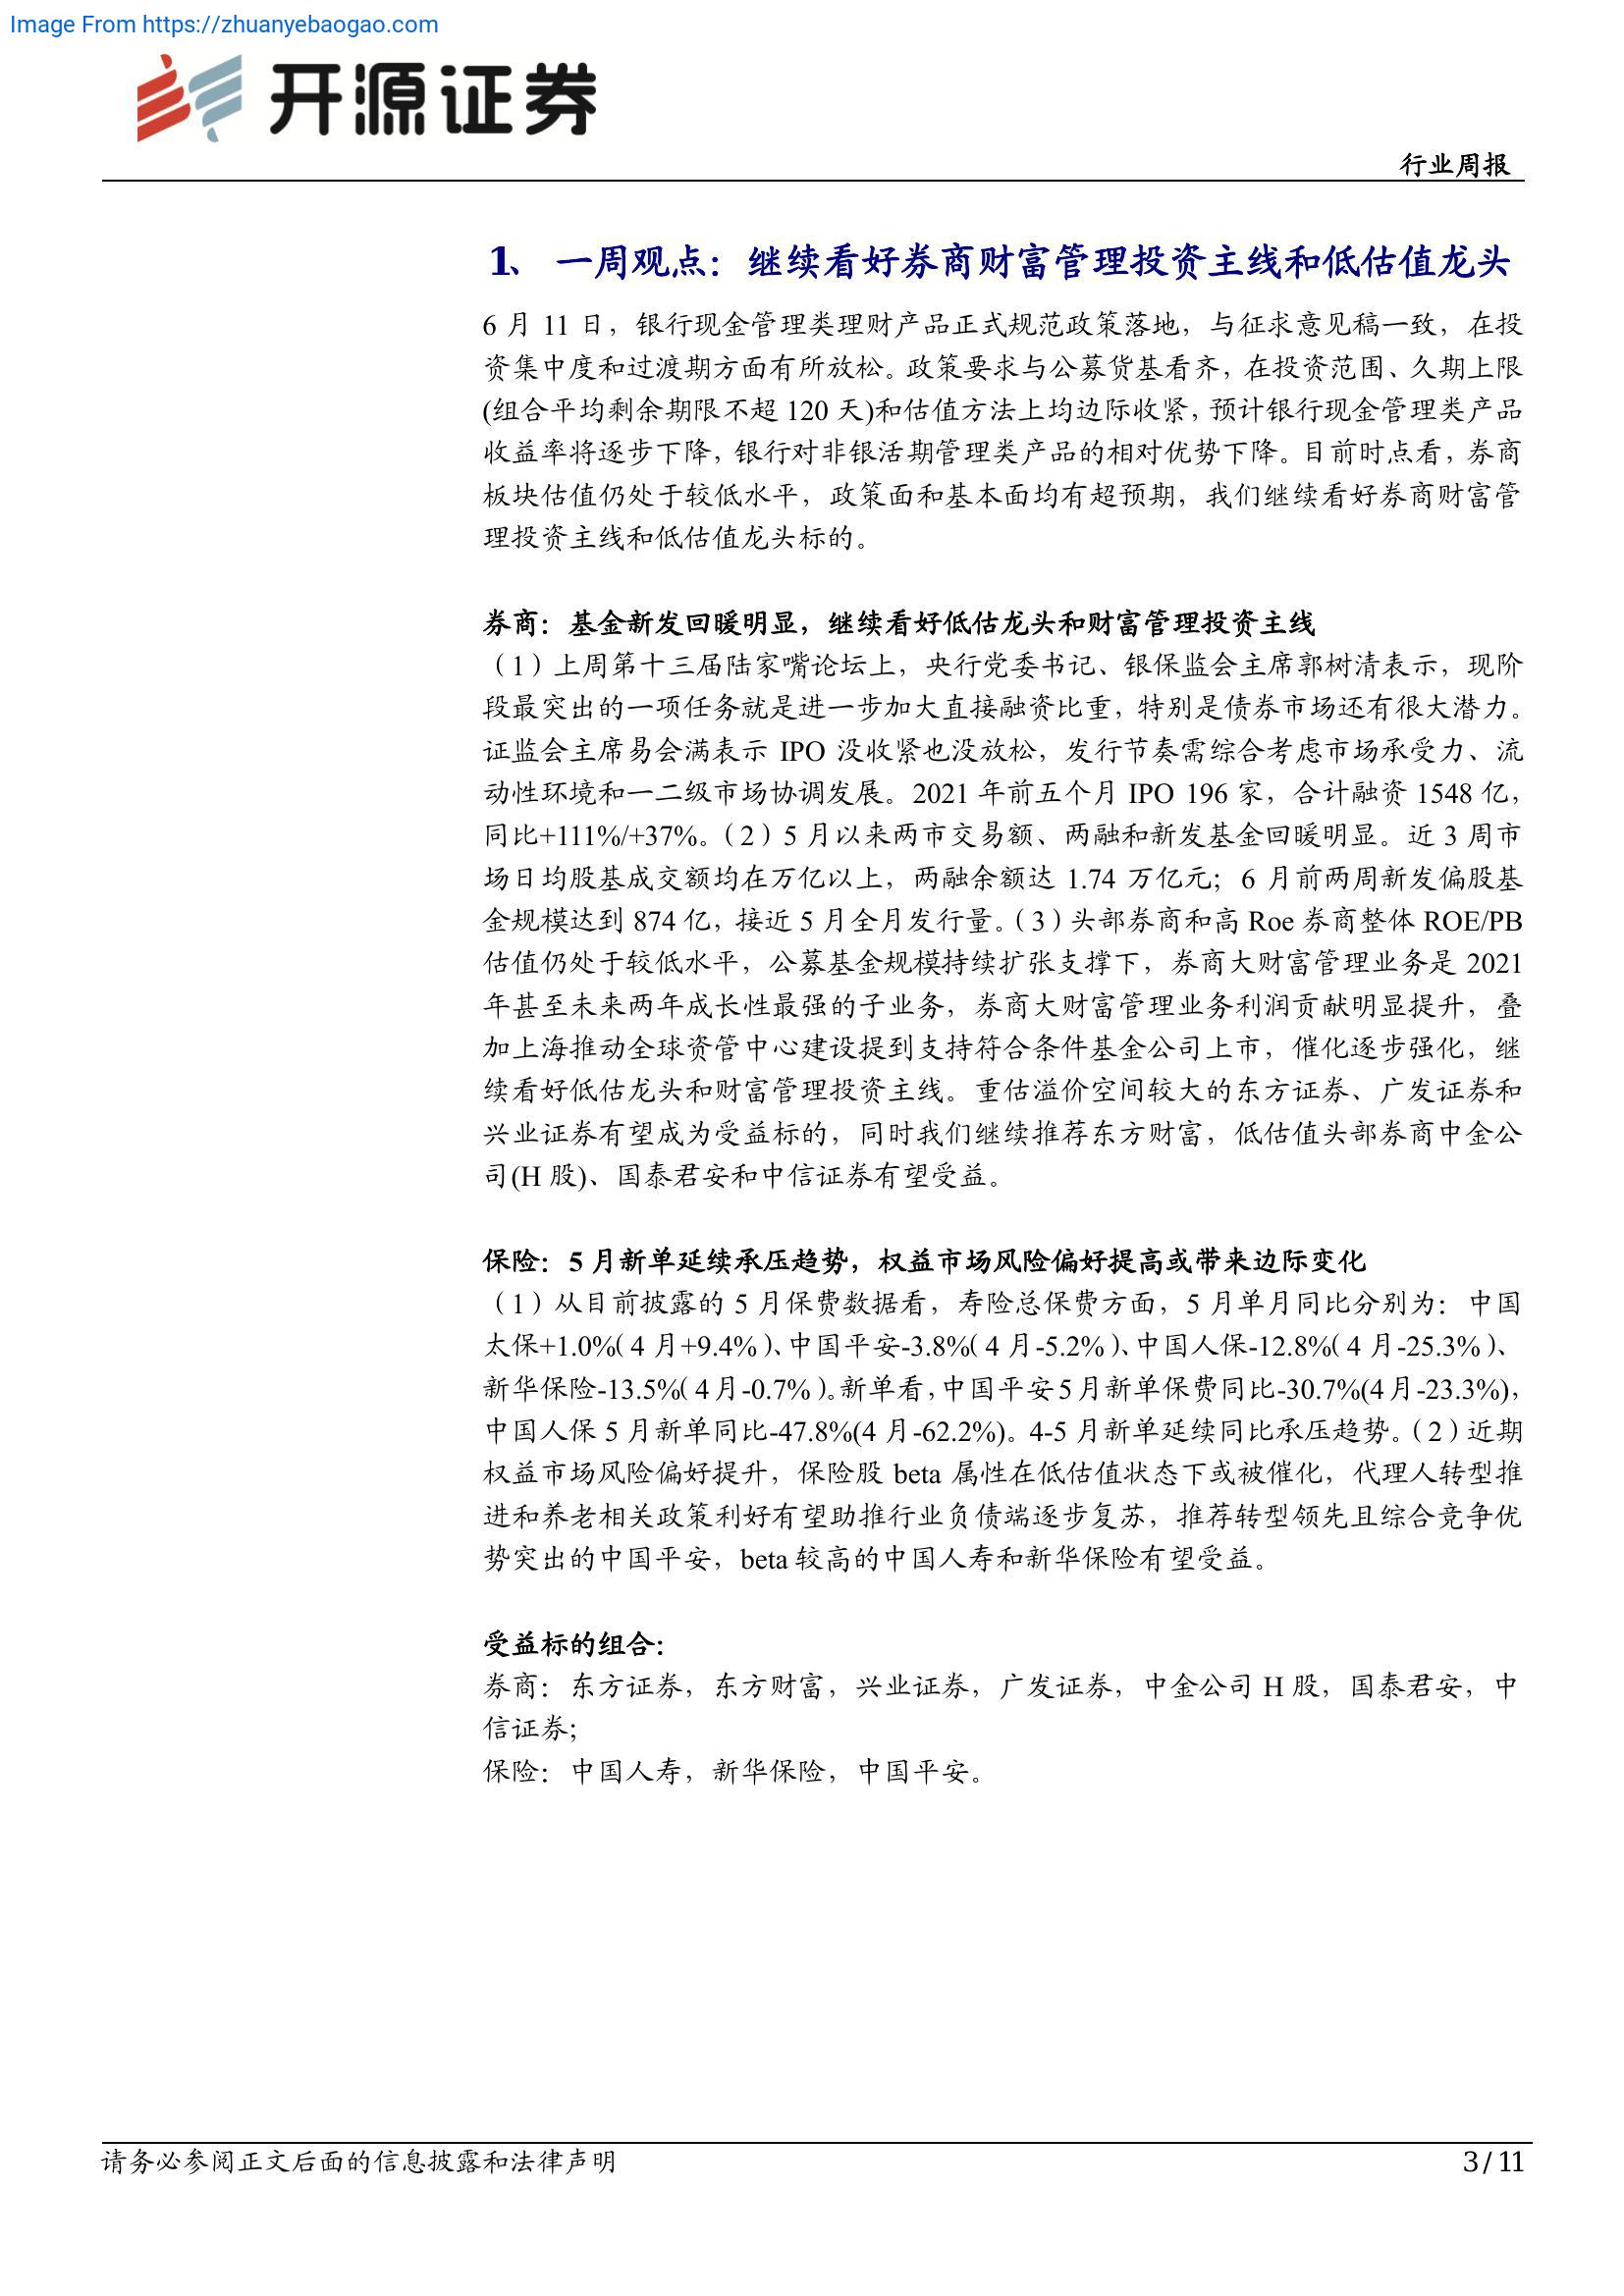 Image From https://zhuanyebaogao.com
开源证券
行业周报
1、 一周观点：继续看好券商财富管理投资主线和低估值龙头
6 月 11 日，银行现金管理类理财产品正式规范政策落地，与征求意见稿一致，在投
资集中度和过渡期方面有所放松。政策要求与公募货基看齐，在投资范围、久期上限
(组合平均剩余期限不超 120 天)和估值方法上均边际收紧，预计银行现金管理类产品
收益率将逐步下降，银行对非银活期管理类产品的相对优势下降。目前时点看，券商
板块估值仍处于较低水平，政策面和基本面均有超预期，我们继续看好券商财富管
理投资主线和低估值龙头标的。
券商：基金新发回暖明显，继续看好低估龙头和财富管理投资主线
（1）上周第十三届陆家嘴论坛上，央行党委书记、银保监会主席郭树清表示，现阶
段最突出的一项任务就是进一步加大直接融资比重，特别是债券市场还有很大潜力。
证监会主席易会满表示 IPO 没收紧也没放松，发行节奏需综合考虑市场承受力、流
动性环境和一二级市场协调发展。2021 年前五个月 IPO 196 家，合计融资 1548 亿，
同比+111%/+37%。（2）5 月以来两市交易额、两融和新发基金回暖明显。近 3 周市
场日均股基成交额均在万亿以上，两融余额达 1.74 万亿元；6 月前两周新发偏股基
金规模达到 874 亿，接近 5 月全月发行量。（3）头部券商和高 Roe 券商整体 ROE/PB
估值仍处于较低水平，公募基金规模持续扩张支撑下，券商大财富管理业务是 2021
年甚至未来两年成长性最强的子业务，券商大财富管理业务利润贡献明显提升，叠
加上海推动全球资管中心建设提到支持符合条件基金公司上市，催化逐步强化，继
续看好低估龙头和财富管理投资主线。重估溢价空间较大的东方证券、广发证券和
兴业证券有望成为受益标的，同时我们继续推荐东方财富，低估值头部券商中金公
司(H 股)、国泰君安和中信证券有望受益。
保险：5 月新单延续承压趋势，权益市场风险偏好提高或带来边际变化
（1）从目前披露的 5 月保费数据看，寿险总保费方面，5 月单月同比分别为：中国
太保+1.0%（4 月+9.4%）、中国平安-3.8%（4 月-5.2%）、中国人保-12.8%（4 月-25.3%）、
新华保险-13.5%（4 月-0.7%）。新单看，中国平安 5 月新单保费同比-30.7%(4 月-23.3%)，
中国人保 5 月新单同比-47.8%(4 月-62.2%)。4-5 月新单延续同比承压趋势。（2）近期
权益市场风险偏好提升，保险股 beta 属性在低估值状态下或被催化，代理人转型推
进和养老相关政策利好有望助推行业负债端逐步复苏，推荐转型领先且综合竞争优
势突出的中国平安，beta 较高的中国人寿和新华保险有望受益。
受益标的组合：
券商：东方证券，东方财富，兴业证券，广发证券，中金公司 H 股，国泰君安，中
信证券；
保险：中国人寿，新华保险，中国平安。
请务必参阅正文后面的信息披露和法律声明
3 / 11